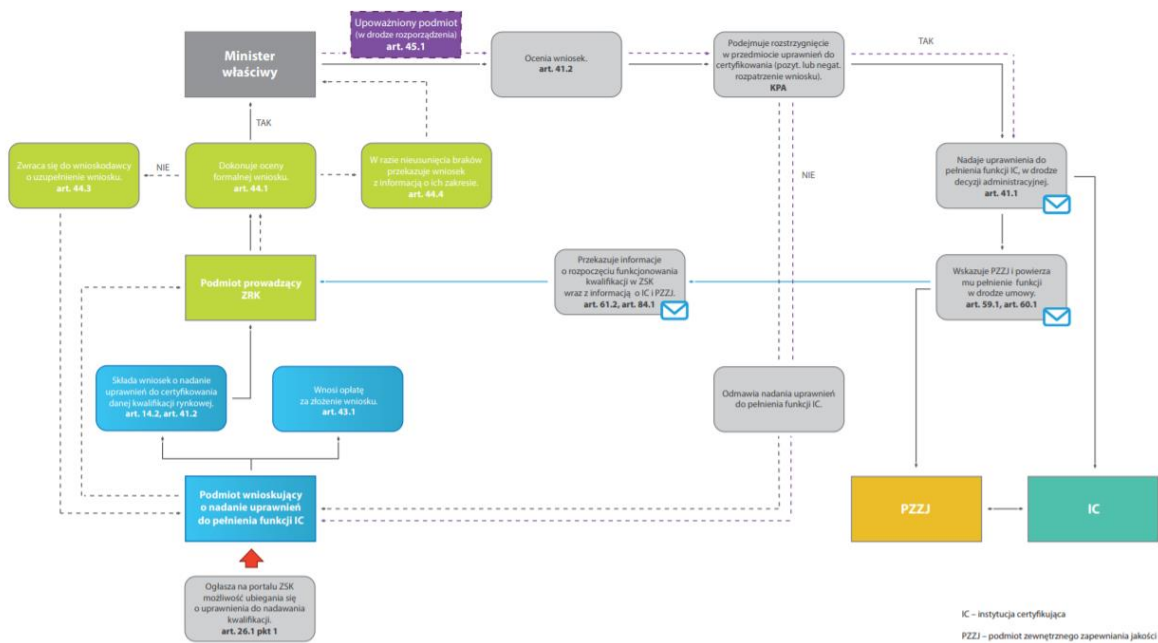 Upoważniony podmiot
(w drodze rozporządzenia)
art. 45.1
Minister
właściwy
Ocenia wniosek.
art. 41.2
Podejmuje rozstrzygnięcie
w przedmiocie uprawnień do
certyfikowania (pozyt. lub negat.
rozpatrzenie wniosku).
KPA
TAK
TAK
Zwraca się do wnioskodawcy
o uzupełnienie wniosku.
art. 44.3
NIE
Dokonuje oceny
formalnej wniosku.
art. 44.1
W razie nieusunięcia braków
przekazuje wniosek
z informacją o ich zakresie.
art. 44.4
NIE
Nadaje uprawnienia do
pełnienia funkcji IC, w drodze
decyzji administracyjnej.
art. 41.1
Podmiot prowadzący
ZRK
Przekazuje informacje
o rozpoczęciu funkcjonowania
kwalifikacji w ZSK
wraz z informacją o IC i PZZJ.
art. 61.2, art. 84.1
Wskazuje PZZJ i powierza
mu pełnienie funkcji
w drodze umowy.
art. 59.1, art. 60.1
Składa wniosek o nadanie
uprawnień do certyfikowania
danej kwalifikacji rynkowej.
art. 14.2, art. 41.2
Wnosi opłatę
za złożenie wniosku.
art. 43.1
Odmawia nadania uprawnień
do pełnienia funkcji IC.
Podmiot wnioskujący
o nadanie uprawnień
do pełnienia funkcji IC
PZZJ
IC
Ogłasza na portalu ZSK
możliwość ubiegania się
o uprawnienia do nadawania
kwalifikacji.
art. 26.1 pkt 1
IC – instytucja certyfikująca
PZZJ – podmiot zewnętrznego zapewniania jakości